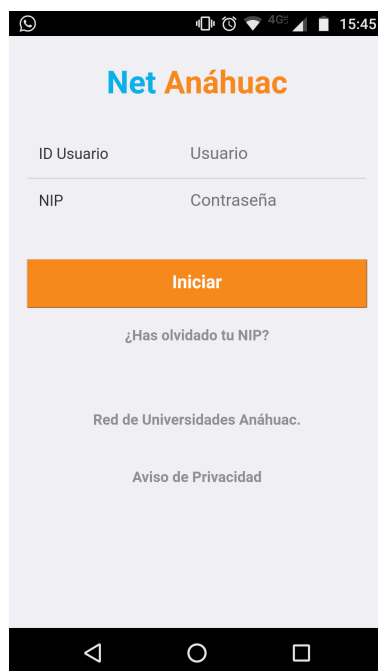 4G 15:45
Net Anáhuac
ID Usuario Usuario
NIP Contraseña
Iniciar
¿Has olvidado tu NIP?
Red de Universidades Anáhuac.
Aviso de Privacidad